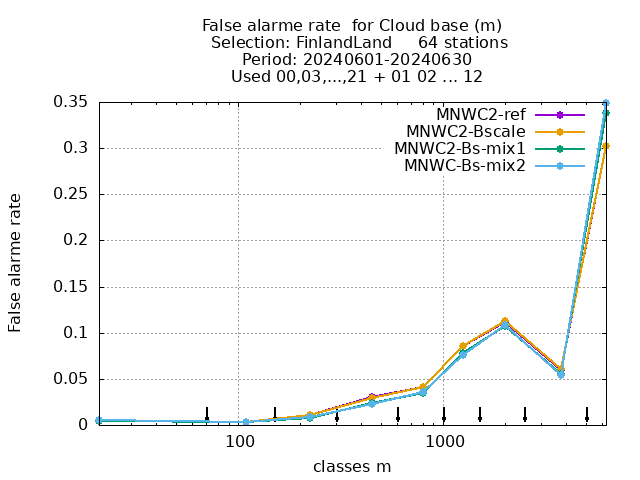 False alarme rate  for Cloud base (m)
Selection: FinlandLand     64 stations
Period: 20240601-20240630
Used 00,03,...,21 + 01 02 ... 12
MNWC2-ref
MNWC2-Bscale
MNWC2-Bs-mix1
MNWC-Bs-mix2
False alarme rate
0.35
0.3
0.25
0.2
0.15
0.1
0.05
0
100
1000
classes m